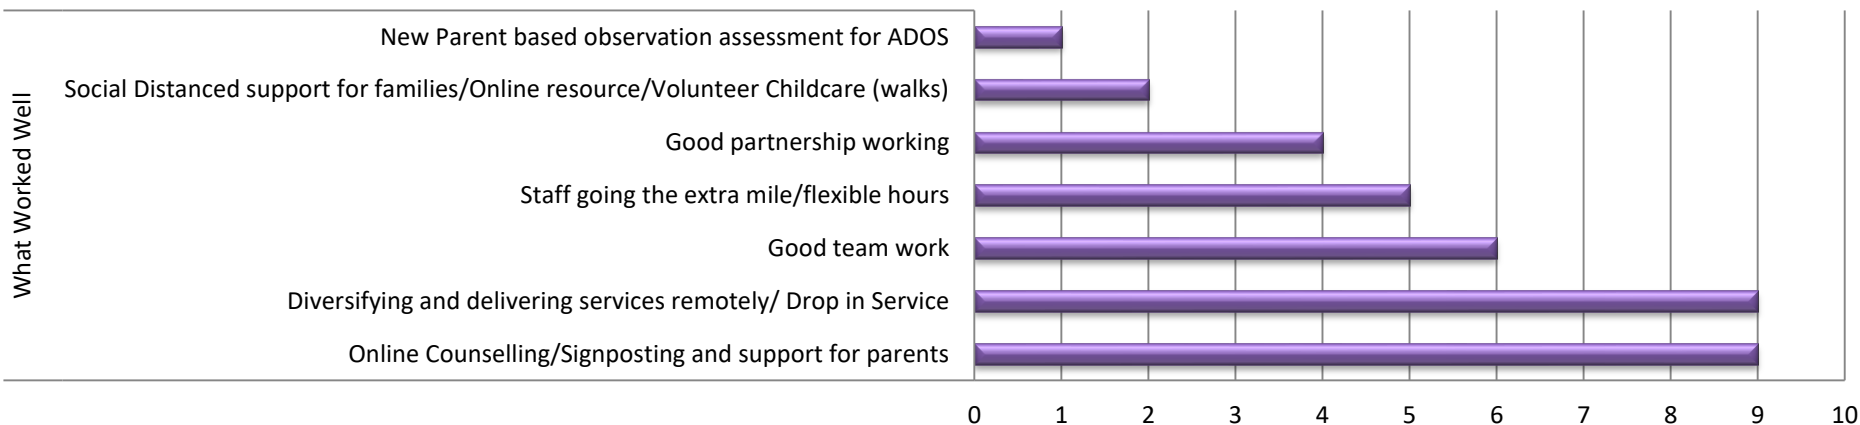 What Worked Well
New Parent based observation assessment for ADOS
Social Distanced support for families/Online resource/Volunteer Childcare (walks)
Good partnership working
Staff going the extra mile/flexible hours
Good team work
Diversifying and delivering services remotely/ Drop in Service
Online Counselling/Signposting and support for parents
0 1 2 3 4 5 6 7 8 9 10